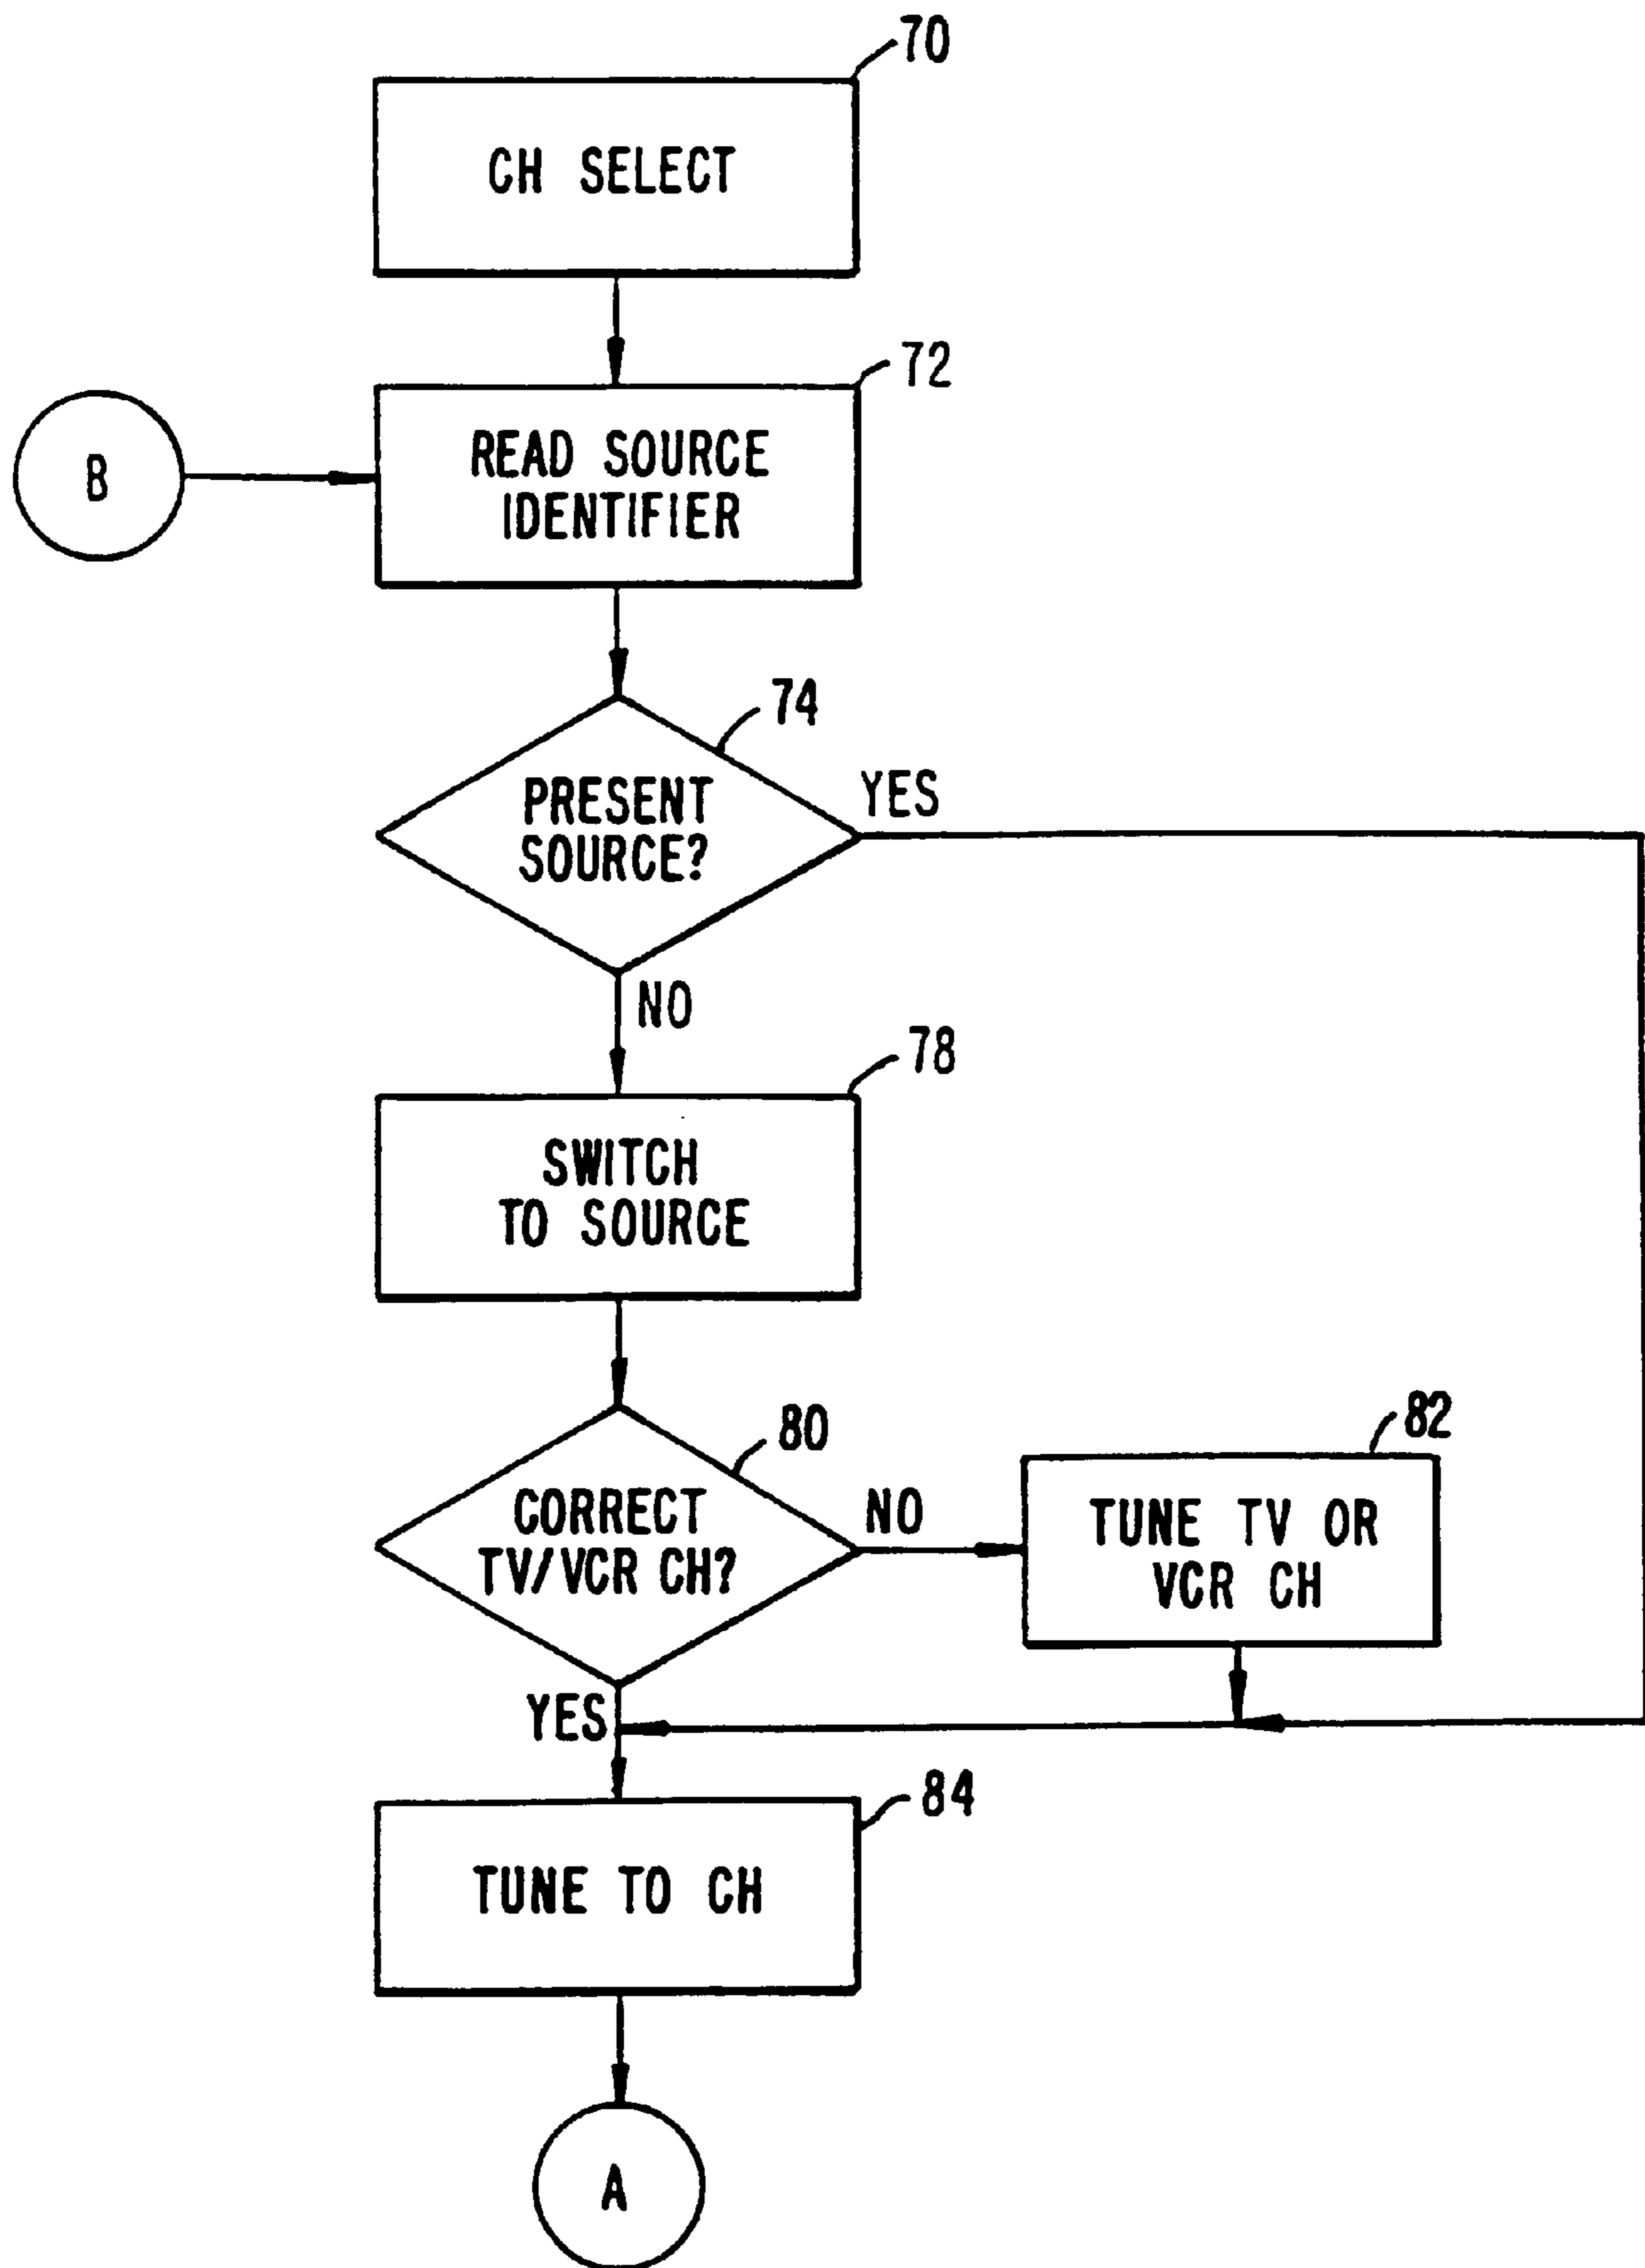 70
CH SELECT
72
B
READ SOURCE
IDENTIFIER
74
PRESENT
SOURCE?
YES
NO
78
SWITCH
TO SOURCE
80
CORRECT
TV/VCR CH?
NO
82
TUNE TV OR
VCR CH
YES
84
TUNE TO CH
A